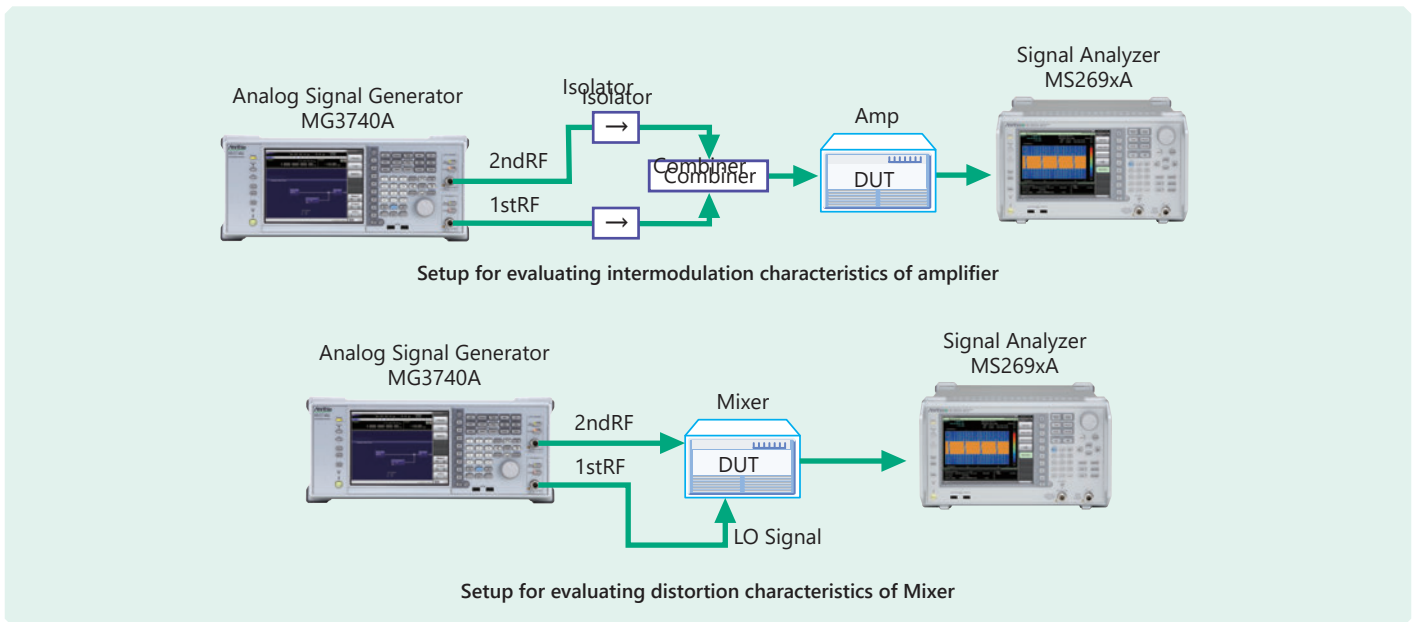 Signal Analyzer
MS269xA
Analog Signal Generator
MG3740A
Isolator
Isolator
Amp
2ndRF
Combiner
Combiner
DUT
1stRF
Setup for evaluating intermodulation characteristics of amplifier
Signal Analyzer
MS269xA
Analog Signal Generator
MG3740A
Mixer
2ndRF
1stRF
DUT
LO Signal
Setup for evaluating distortion characteristics of Mixer